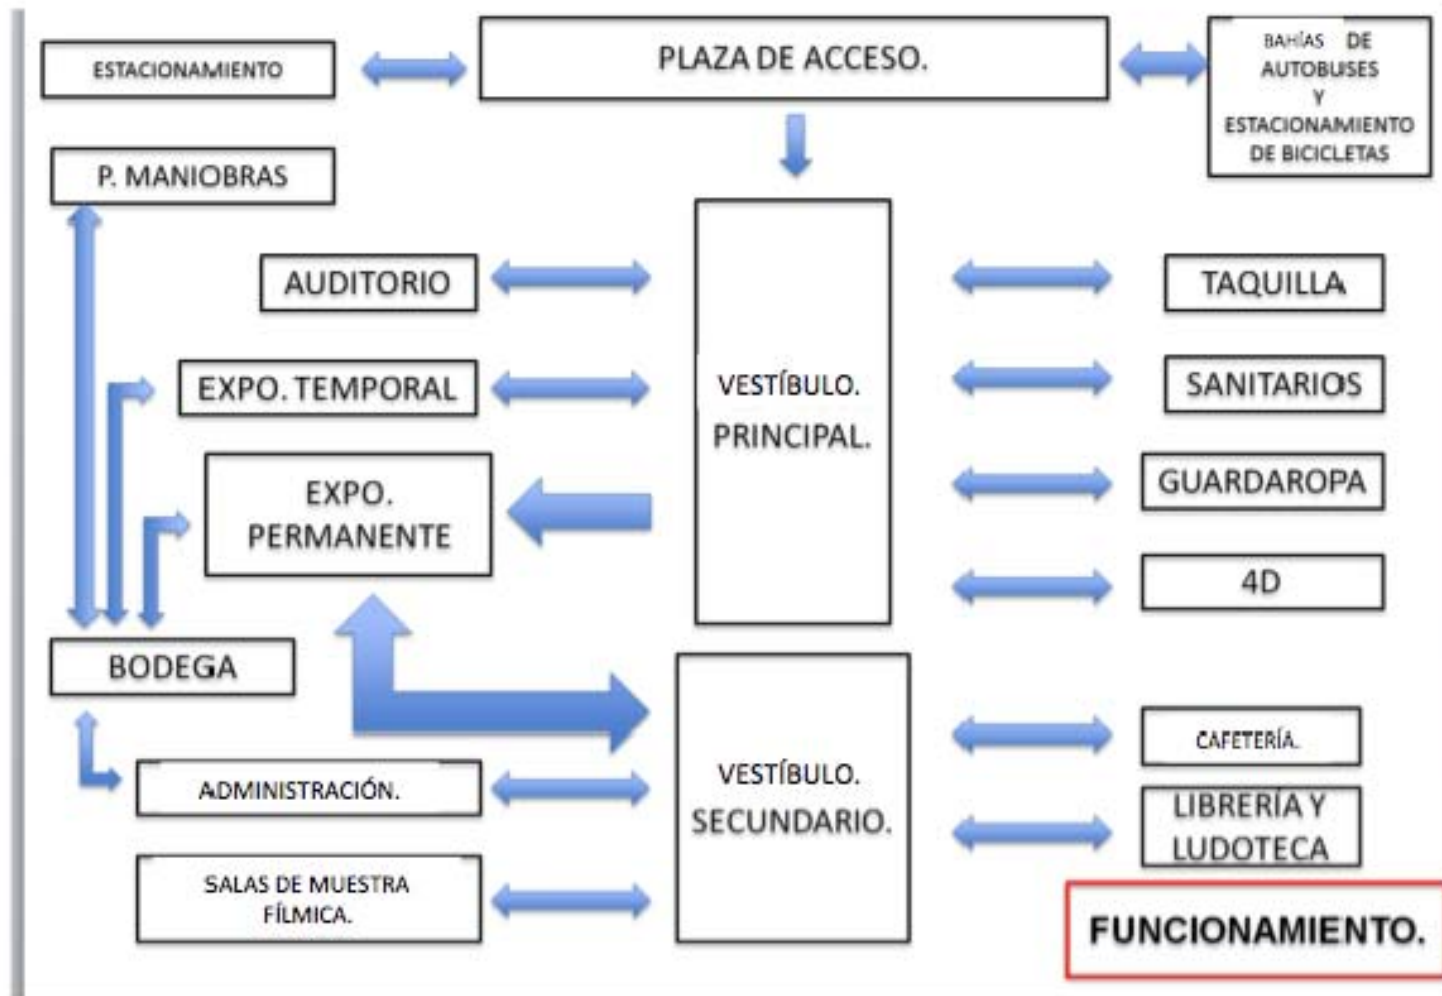 ESTACIONAMIENTO
PLAZA DE ACCESO.
BAHÍAS DE
AUTOBUSES
Y
ESTACIONAMIENTO
DE BICICLETAS
P. MANIOBRAS
AUDITORIO
TAQUILLA
EXPO. TEMPORAL
VESTÍBULO.
PRINCIPAL.
SANITARIOS
EXPO.
PERMANENTE
GUARDAROPA
4D
BODEGA
CAFETERÍA.
ADMINISTRACIÓN.
VESTÍBULO.
SECUNDARIO.
LIBRERÍA Y
LUDOTECA
SALAS DE MUESTRA
FÍLMICA.
FUNCIONAMIENTO.